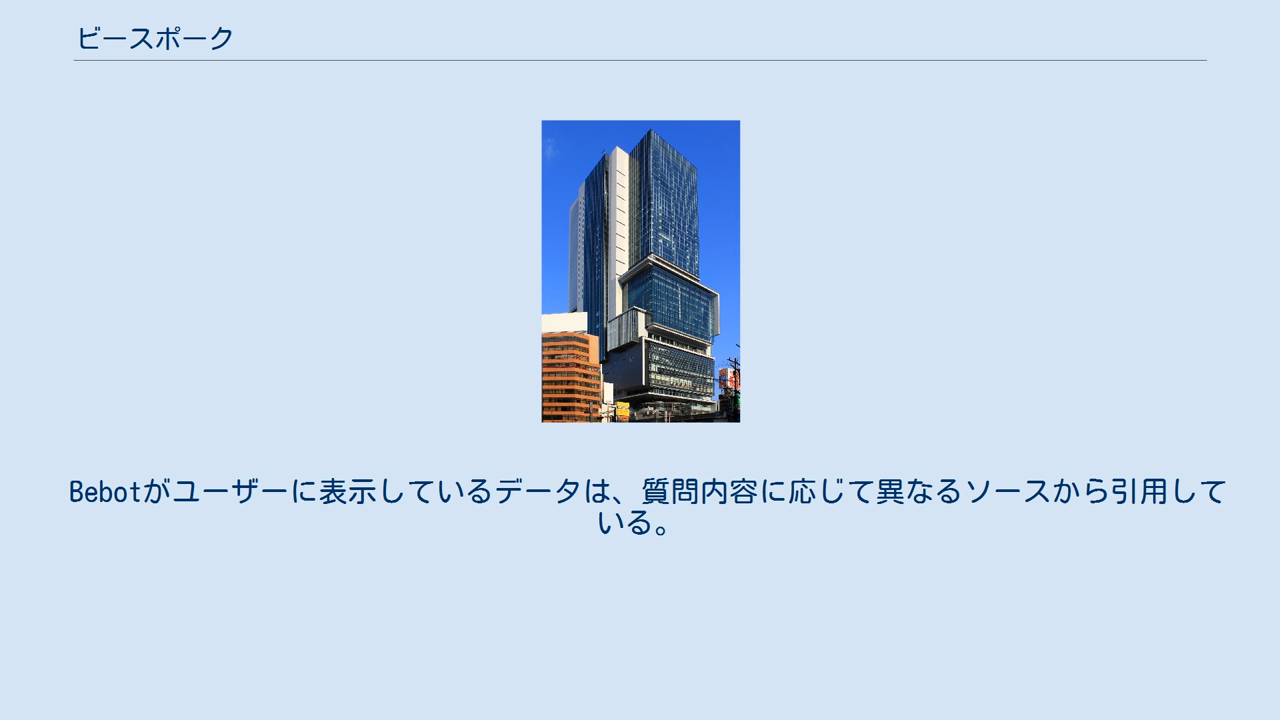 ビースポーク
Bebotがユーザーに表示しているデータは、質問内容に応じて異なるソースから引用して
いる。